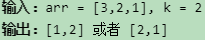 输入：arr = [3,2,1], k = 2
输出：[1,2] 或者 [2,1]